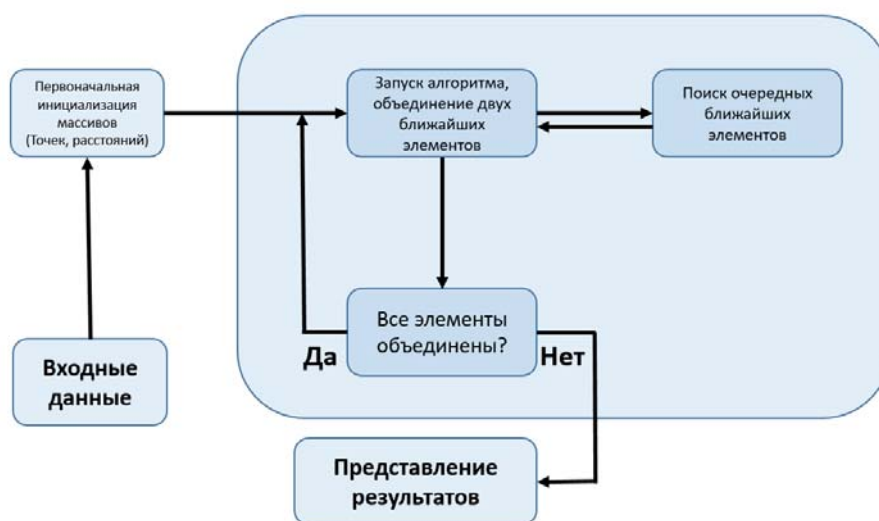 Первоначальная
инициализация
массивов
(Точек, расстояний)
Запуск алгоритма,
объединение двух
ближайших
элементов
Поиск очередных
ближайших
элементов
Входные
данные
Все элементы
объединены?
Да
Нет
Представление
результатов